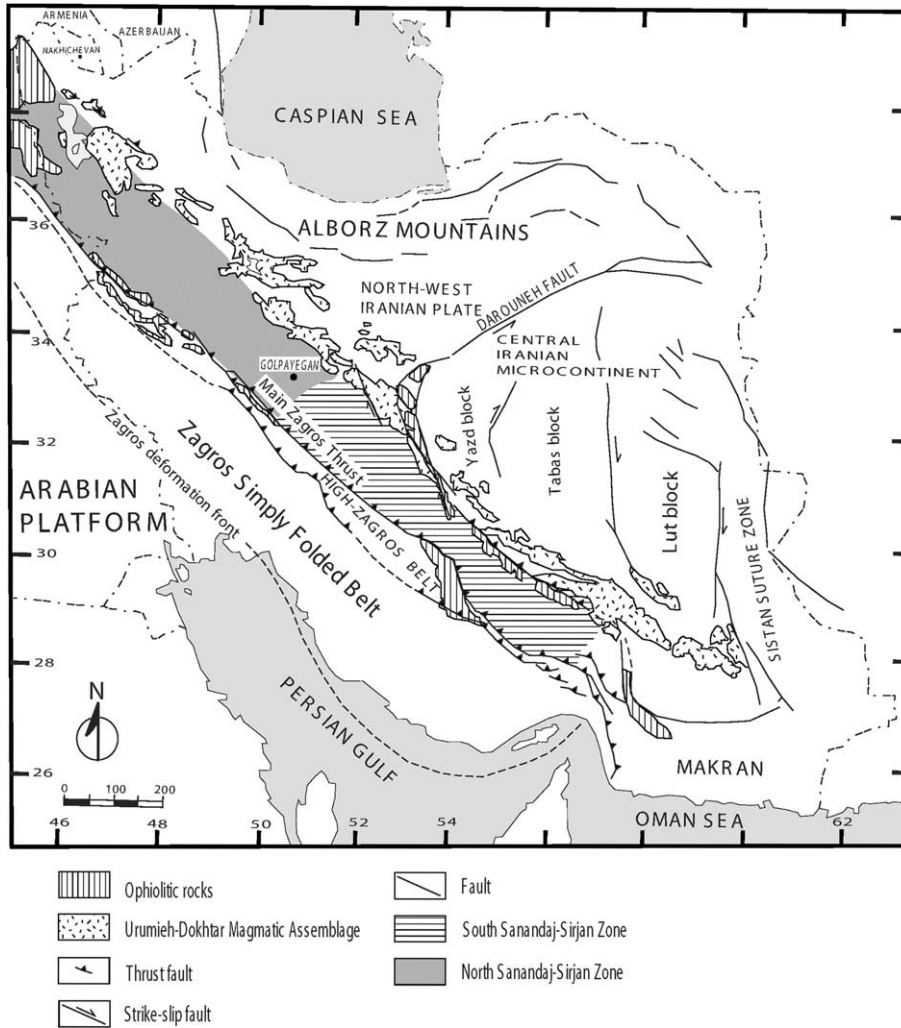 ARMENIA
AZERBAIJAN
NAKHICHEVAN
CASPIAN SEA
36
ALBORZ MOUNTAINS
NORTH-WEST
IRANIAN PLATE
DAROUNEH FAULT
34
CENTRAL
IRANIAN
MICROCONTINENT
GOLPAYEGAN
Main Zagros Thrust
Yazd block
Tabas block
Lut block
32
Zagros deformation front
Zagros Simply Folded Belt
HIGH-ZAGROS BELT
ARABIAN
PLATFORM
30
SISTAN SUTURE ZONE
28
N
PERSIAN GULF
26
MAKRAN
0 100 200
OMAN SEA
46 48 50 52 54 62
Ophiolitic rocks
Urumieh-Dokhtar Magmatic Assemblage
Thrust fault
Strike-slip fault
Fault
South Sanandaj-Sirjan Zone
North Sanandaj-Sirjan Zone